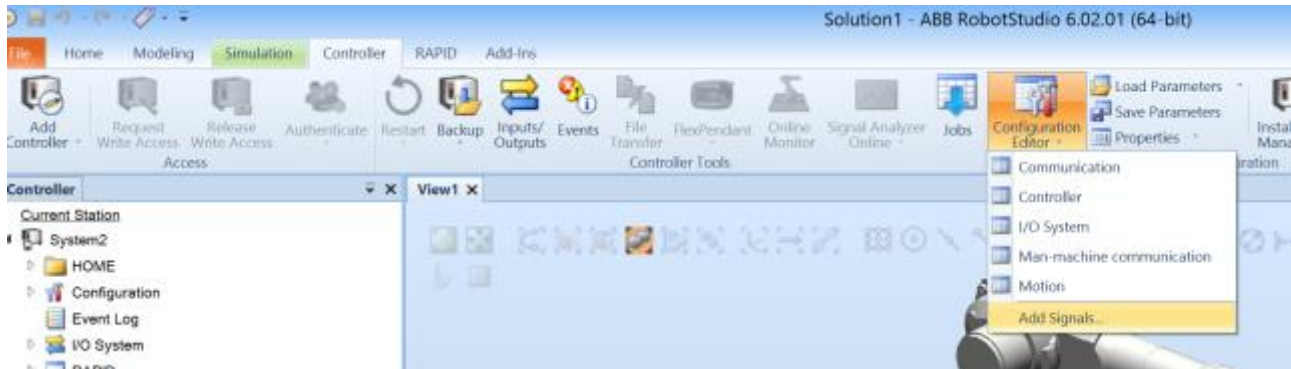 Solution1 - ABB RobotStudio 6.02.01 (64-bit)
File Home Modeling Simulation Controller RAPID Add-Ins
Add Controller
Request Write Access
Release Write Access
Authenticate
Restart
Backup
Inputs/ Outputs
Events
File Transfer
FlexPendant
Online Monitor
Signal Analyzer Online
Jobs
Configuration Editor
Load Parameters
Save Parameters
Properties
Access
Controller Tools
Controller
View1
Communication
Controller
I/O System
Man-machine communication
Motion
Add Signals...
Current Station
System2
HOME
Configuration
Event Log
I/O System
RAPID